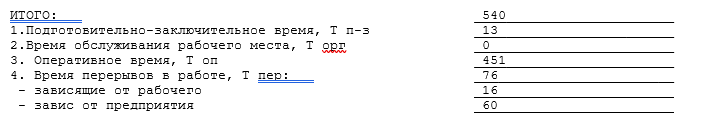 ИТОГО: 540
1.Подготовительно-заключительное время, Т п-з 13
2.Время обслуживания рабочего места, Т орг 0
3. Оперативное время, Т оп 451
4. Время перерывов в работе, Т пер: 76
- зависящие от рабочего 16
- завис от предприятия 60